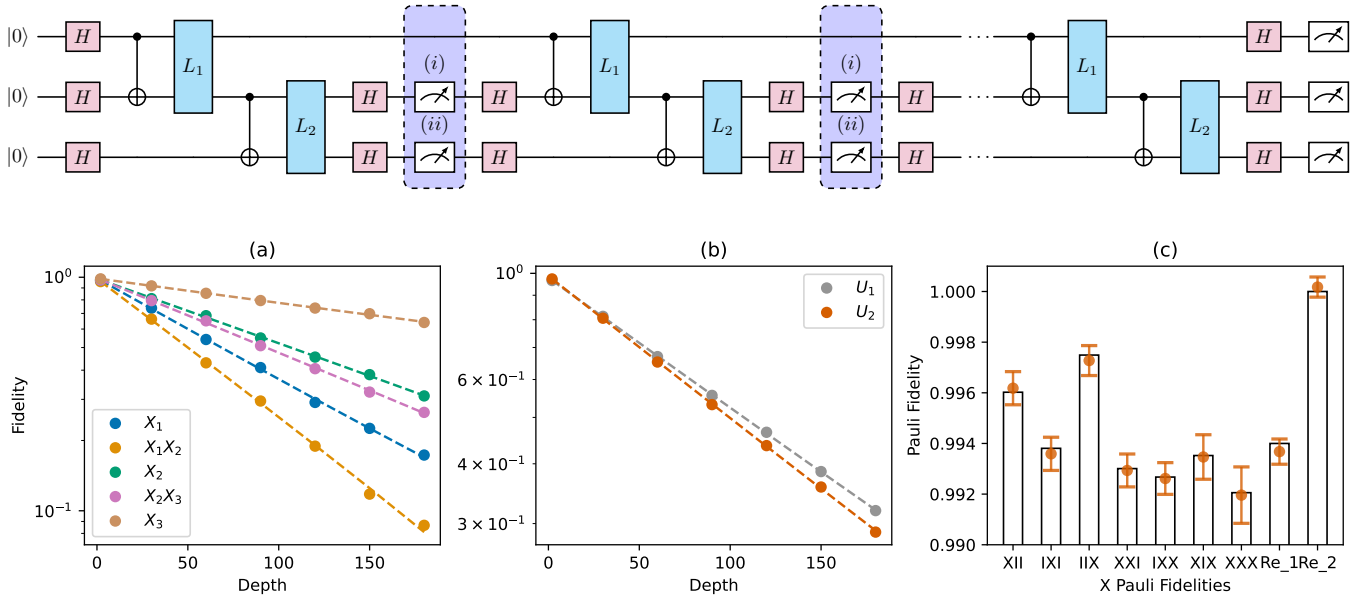 |0⟩ H L₁ (i) L₁ (i) ··· L₁ H
|0⟩ H L₂ H (ii) H L₂ H (ii) H L₂ H
|0⟩ H H H H H ··· H
(a) (b) (c)
Fidelity
10⁰
10⁻¹
X₁
X₁X₂
X₂
X₂X₃
X₃
0 50 100 150
Depth
10⁰
6 × 10⁻¹
4 × 10⁻¹
3 × 10⁻¹
U₁
U₂
0 50 100 150
Depth
Pauli Fidelity
1.000
0.998
0.996
0.994
0.992
0.990
XII IXI IIX XXI IXX XIX XXX Re_1 Re_2
X Pauli Fidelities